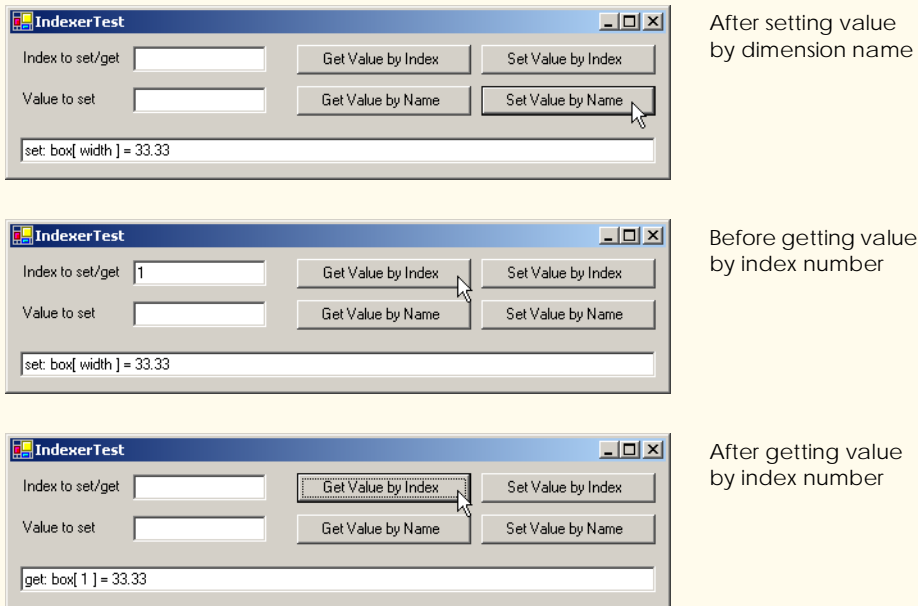 IndexerTest
After setting value
by dimension name
Index to set/get
Get Value by Index
Set Value by Index
Value to set
Get Value by Name
Set Value by Name
set: box[ width ] = 33.33
IndexerTest
Before getting value
by index number
Index to set/get
1
Get Value by Index
Set Value by Index
Value to set
Get Value by Name
Set Value by Name
set: box[ width ] = 33.33
IndexerTest
After getting value
by index number
Index to set/get
Get Value by Index
Set Value by Index
Value to set
Get Value by Name
Set Value by Name
get: box[ 1 ] = 33.33